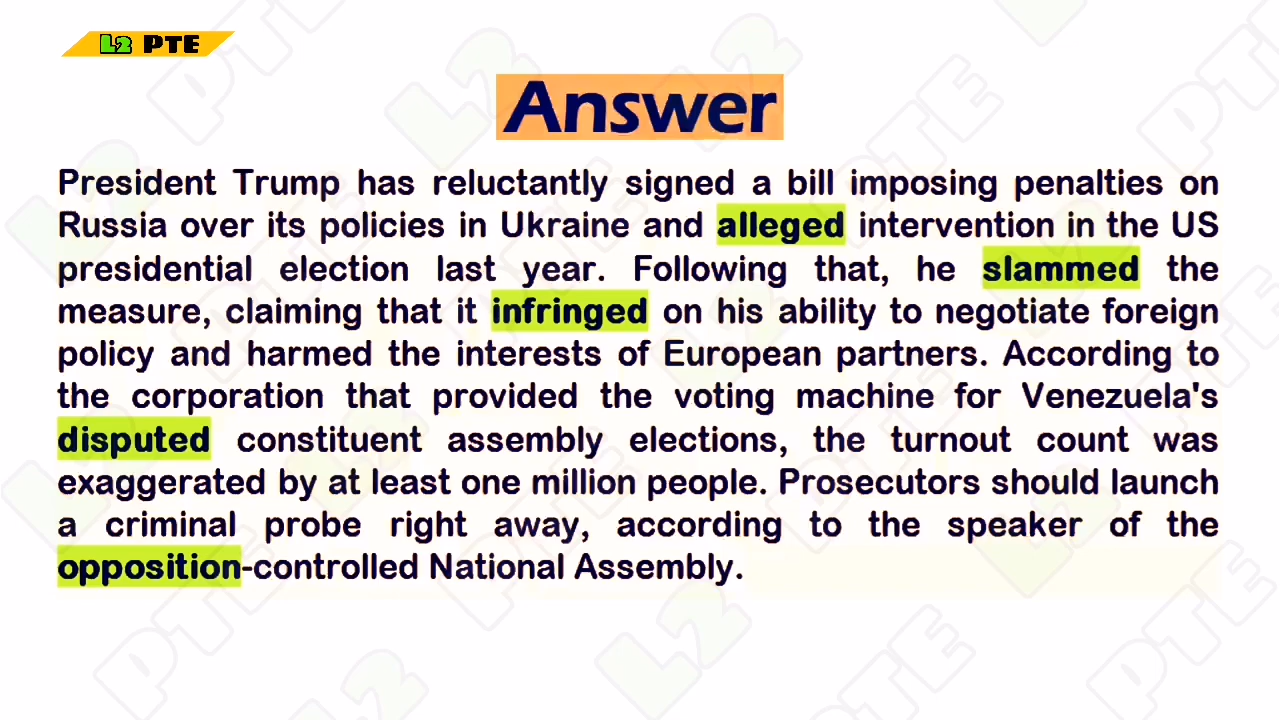 L2 PTE
Answer
President Trump has reluctantly signed a bill imposing penalties on
Russia over its policies in Ukraine and alleged intervention in the US
presidential election last year. Following that, he slammed the
measure, claiming that it infringed on his ability to negotiate foreign
policy and harmed the interests of European partners. According to
the corporation that provided the voting machine for Venezuela's
disputed constituent assembly elections, the turnout count was
exaggerated by at least one million people. Prosecutors should launch
a criminal probe right away, according to the speaker of the
opposition-controlled National Assembly.